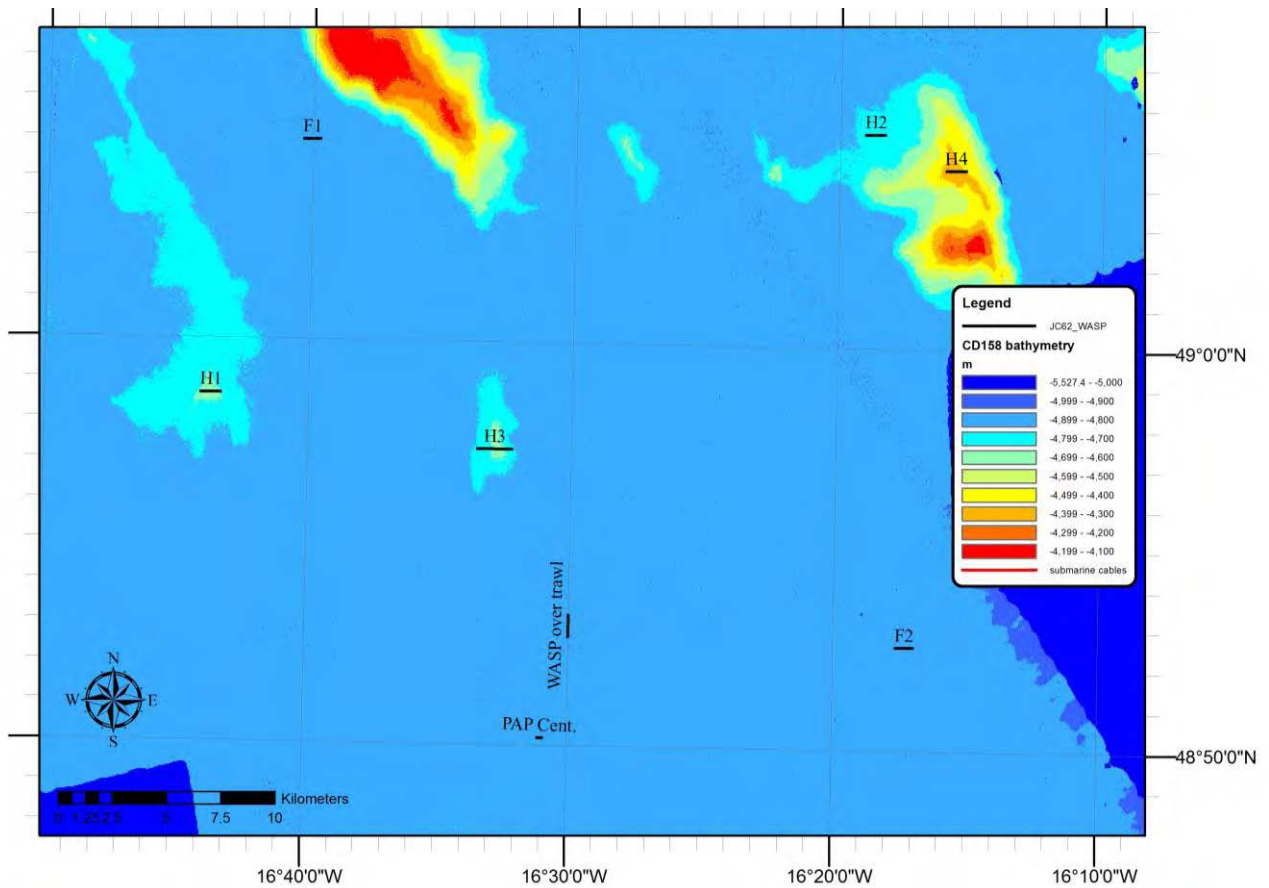 F1
H2
H4
Legend
JC62_WASP
CD158 bathymetry
m
-5,527.4 - -5,000
-4,999 - -4,900
-4,899 - -4,800
-4,799 - -4,700
-4,699 - -4,600
-4,599 - -4,500
-4,499 - -4,400
-4,399 - -4,300
-4,299 - -4,200
-4,199 - -4,100
submarine cables
49°0'0"N
H1
H3
WASP over trawl
F2
N
W E
S
PAP Cent.
48°50'0"N
Kilometers
0 1.25 2.5 5 7.5 10
16°40'0"W 16°30'0"W 16°20'0"W 16°10'0"W